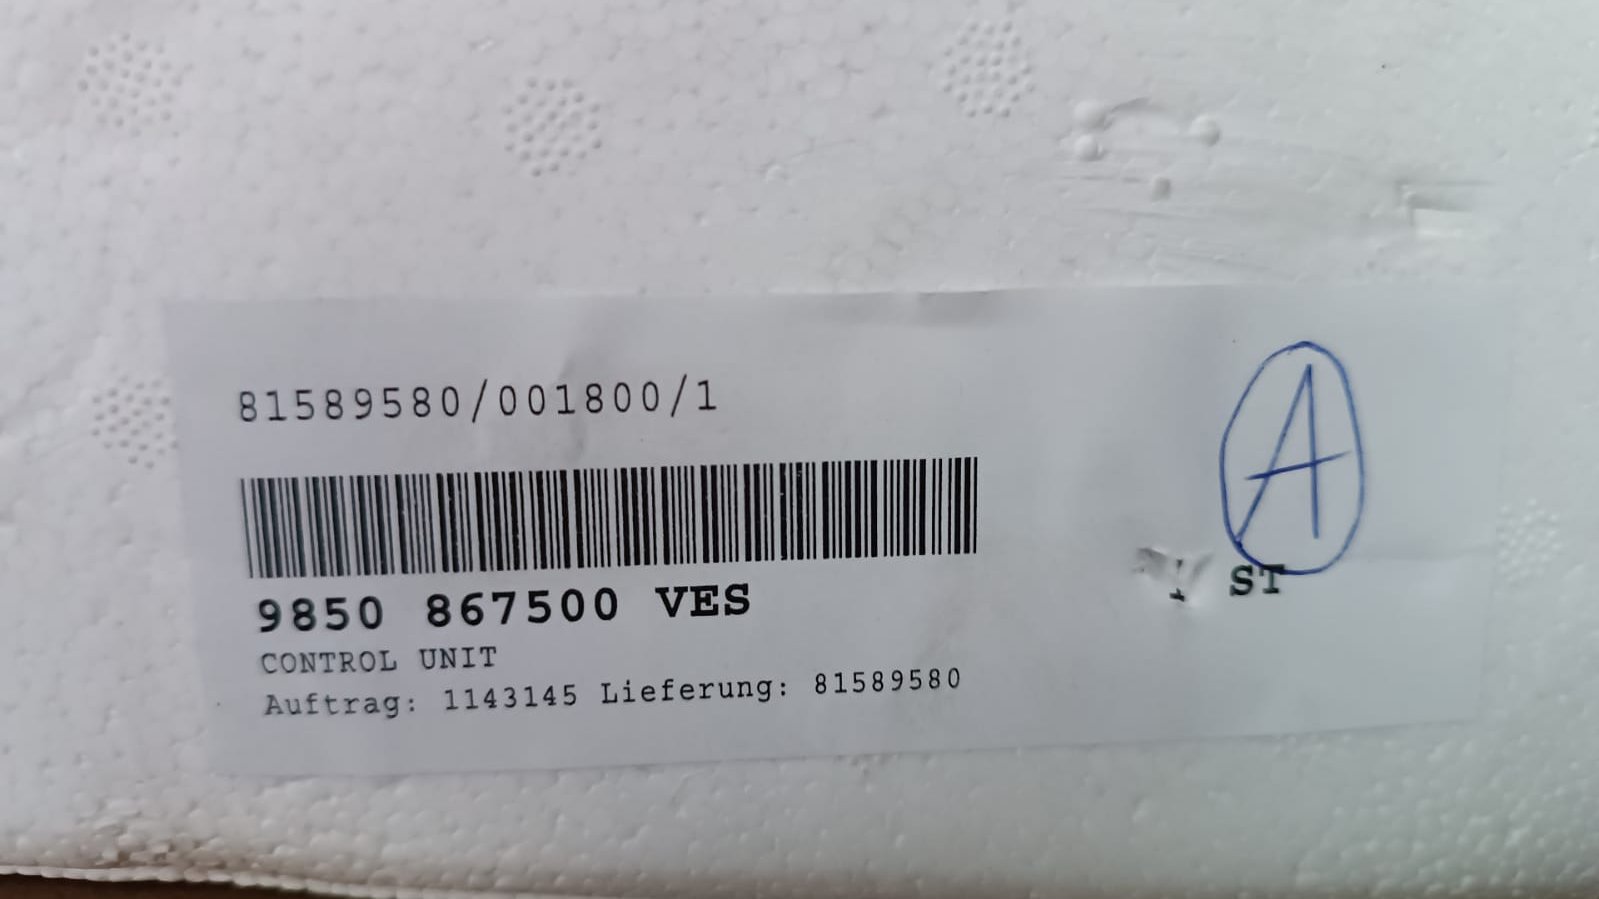 81589580/001800/1
A
9850 867500 VES
ST
CONTROL UNIT
Auftrag: 1143145 Lieferung: 81589580